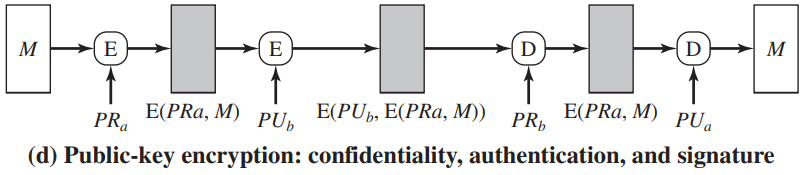 M E E D D M
PRa E(PRa, M) PUb E(PUb, E(PRa, M)) PRb E(PRa, M) PUa
(d) Public-key encryption: confidentiality, authentication, and signature